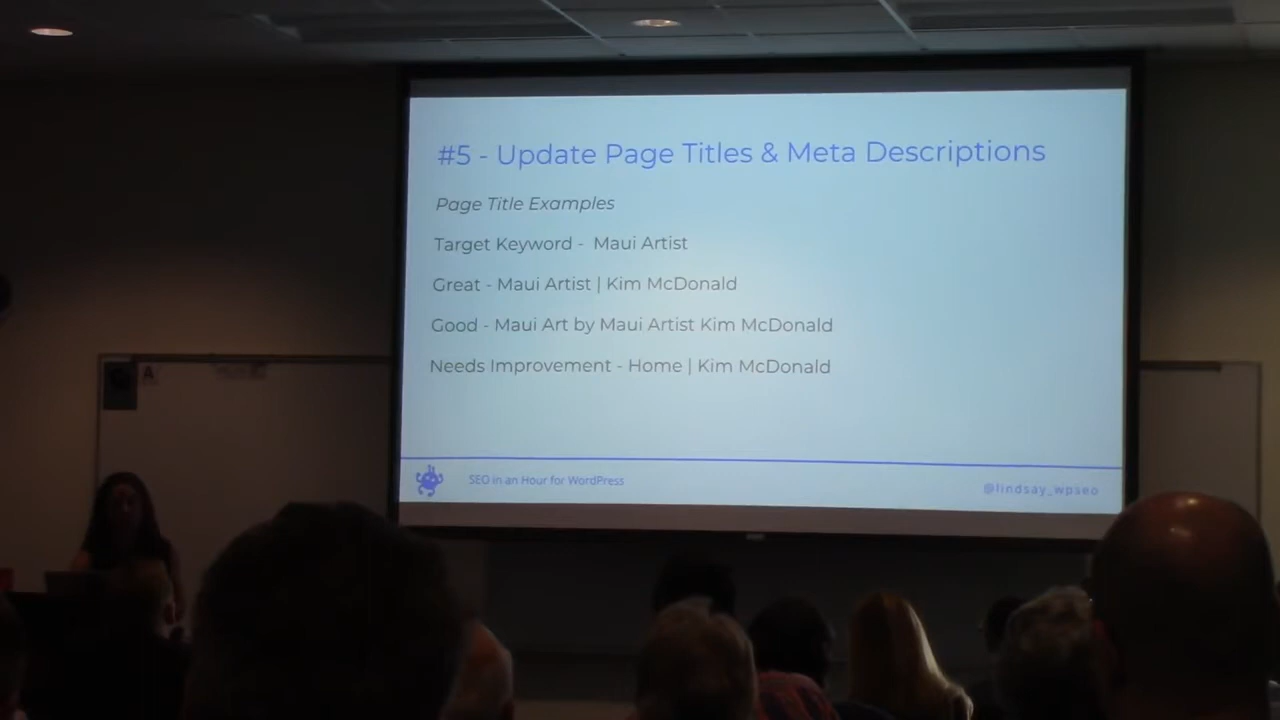 #5 - Update Page Titles & Meta Descriptions
Page Title Examples
Target Keyword - Maui Artist
Great - Maui Artist | Kim McDonald
Good - Maui Art by Maui Artist Kim McDonald
Needs Improvement - Home | Kim McDonald
SEO in an Hour for WordPress
@lindsay_wpseo
A